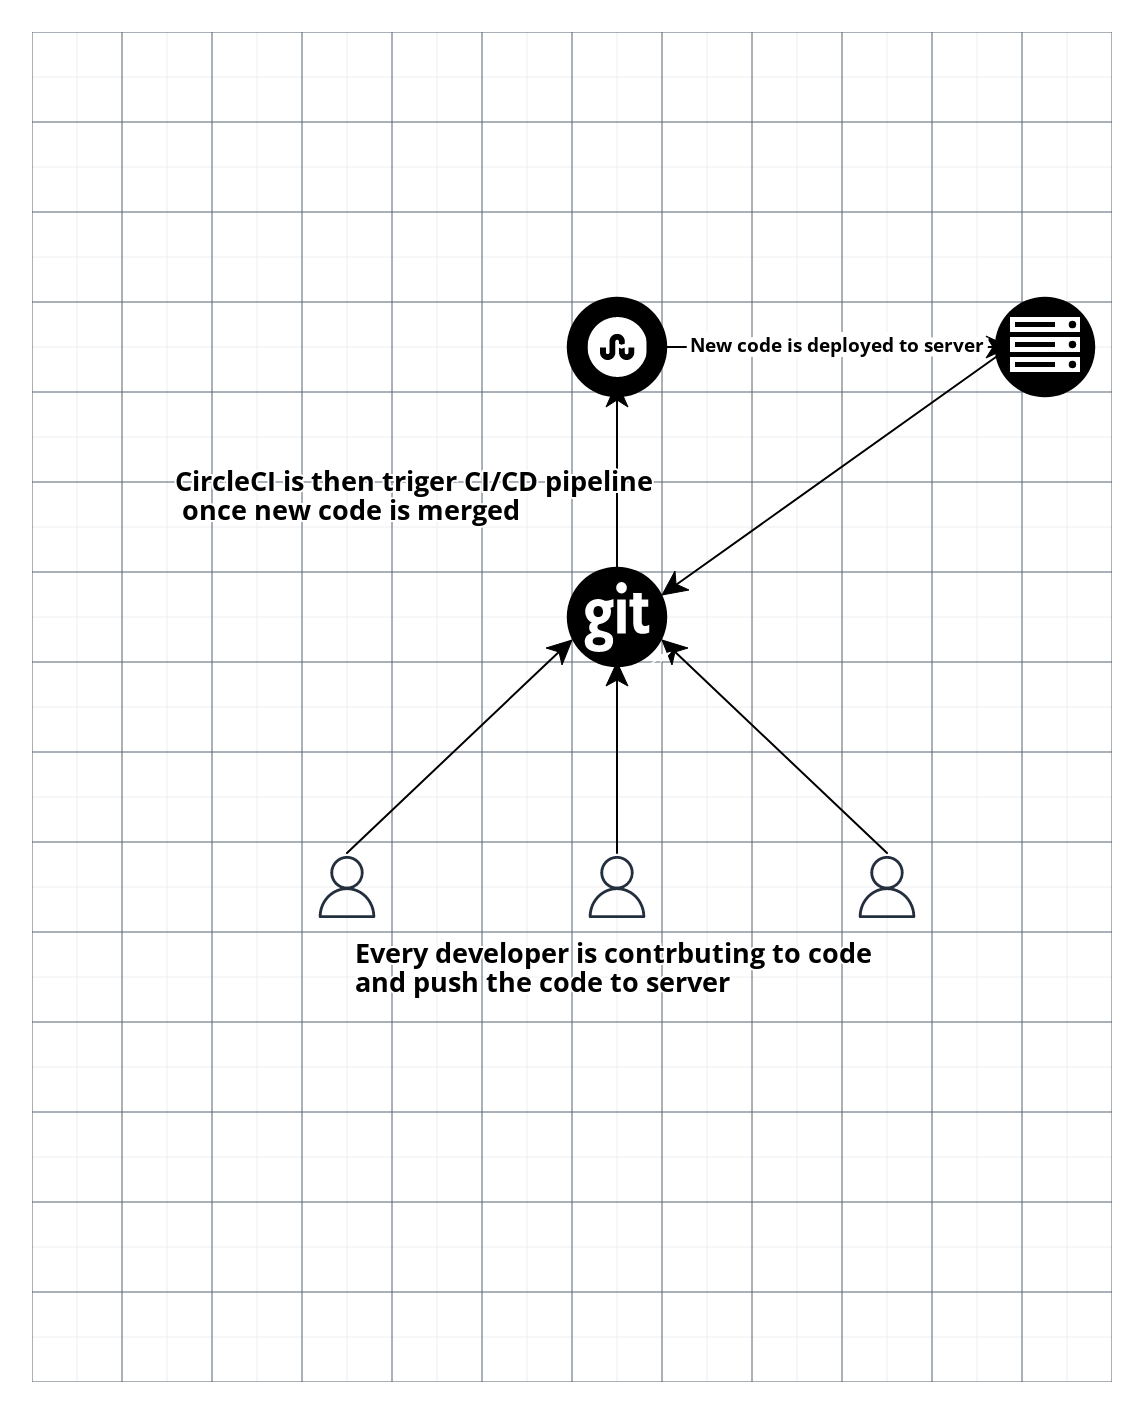 New code is deployed to server
CircleCI is then triger CI/CD pipeline
once new code is merged
git
Every developer is contrbuting to code
and push the code to server